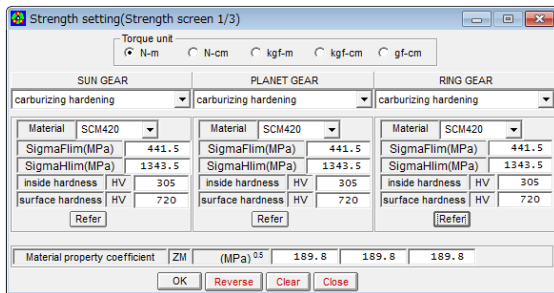 Strength setting(Strength screen 1/3)
Torque unit
N-m N-cm kgf-m kgf-cm gf-cm
SUN GEAR PLANET GEAR RING GEAR
carburizing hardening carburizing hardening carburizing hardening
Material SCM420 Material SCM420 Material SCM420
SigmaFlim(MPa) 441.5 SigmaFlim(MPa) 441.5 SigmaFlim(MPa) 441.5
SigmaHlim(MPa) 1343.5 SigmaHlim(MPa) 1343.5 SigmaHlim(MPa) 1343.5
inside hardness HV 305 inside hardness HV 305 inside hardness HV 305
surface hardness HV 720 surface hardness HV 720 surface hardness HV 720
Refer Refer Refer
Material property coefficient ZM (MPa) 0.5 189.8 189.8 189.8
OK Reverse Clear Close